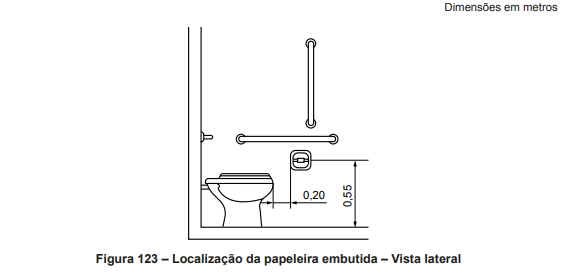 Dimensões em metros
0,20
0,55
Figura 123 – Localização da papeleira embutida – Vista lateral